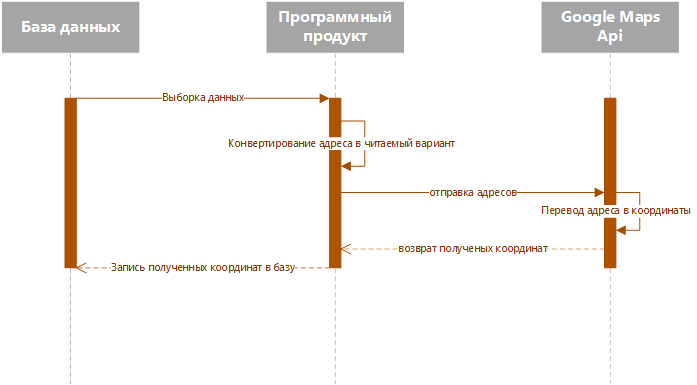 База данных
Программный
продукт
Google Maps
Api
Выборка данных
Конвертирование адреса в читаемый вариант
отправка адресов
Перевод адреса в координаты
возврат полученых координат
Запись полученных координат в базу